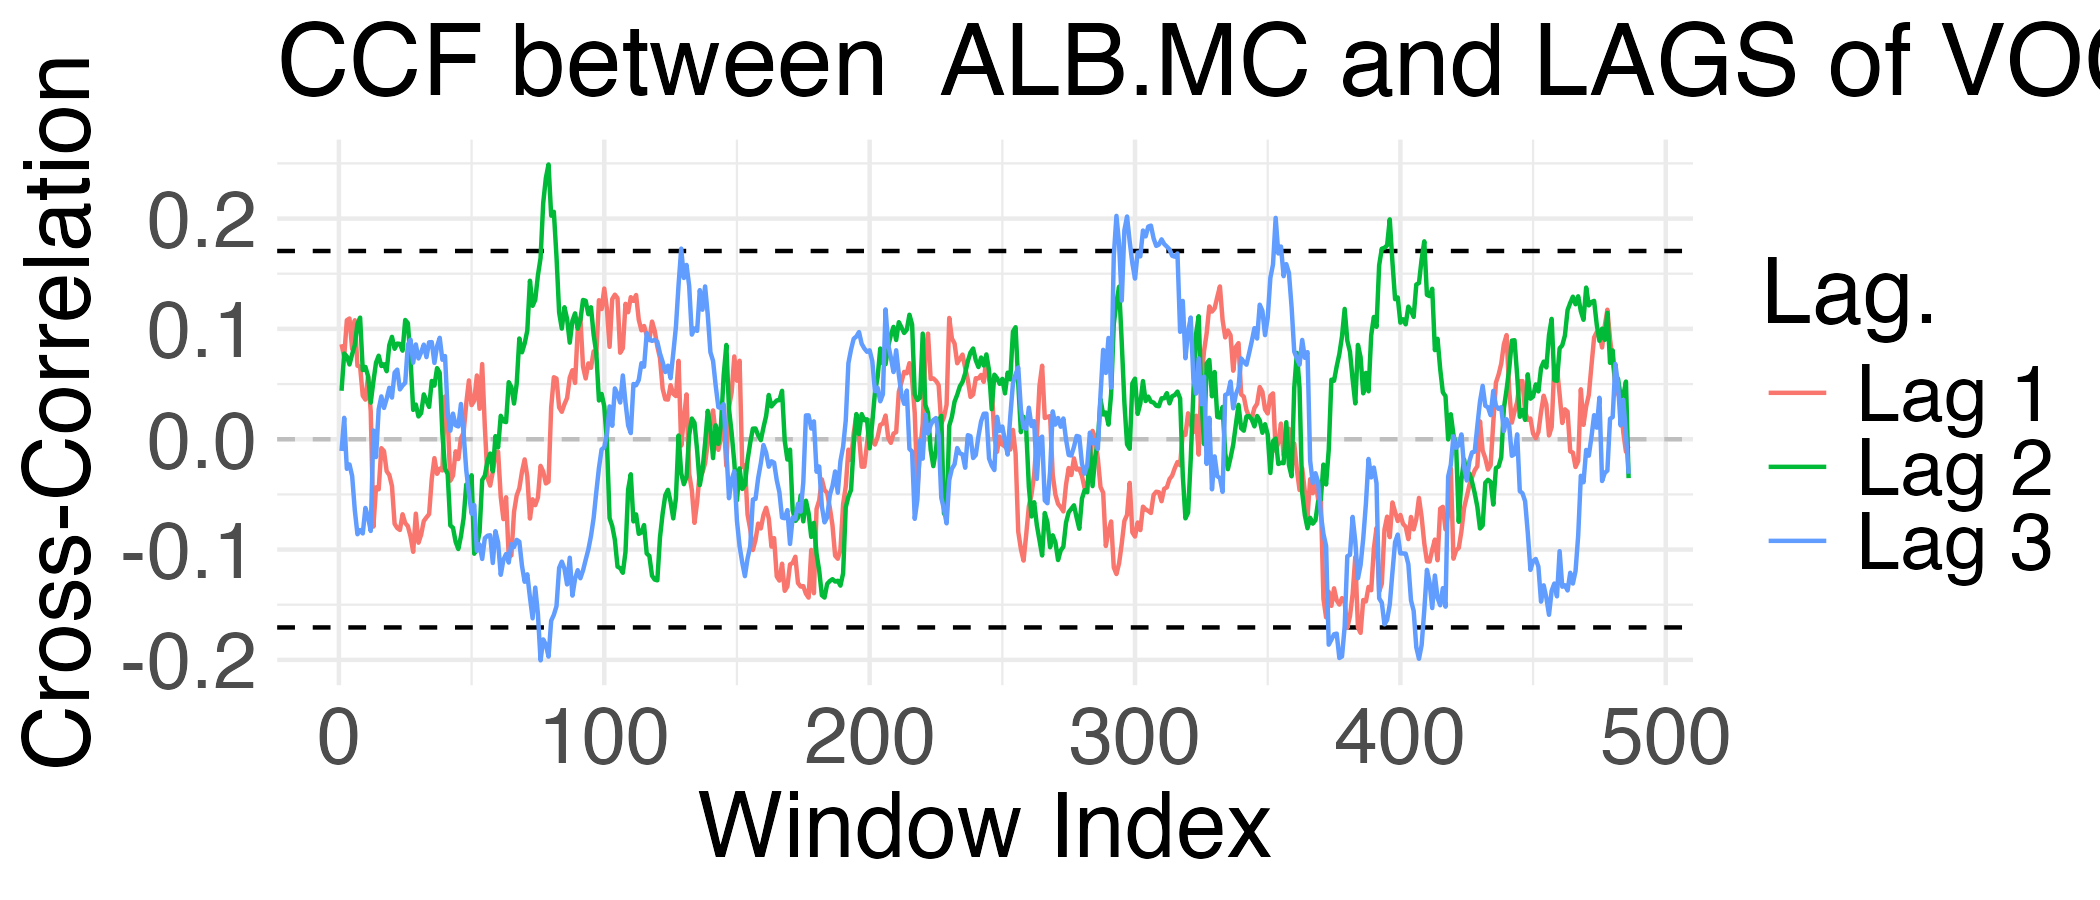 CCF between ALB.MC and LAGS of VO
Cross-Correlation
0.2
0.1
0.0
-0.1
-0.2
0 100 200 300 400 500
Window Index
Lag.
Lag 1
Lag 2
Lag 3